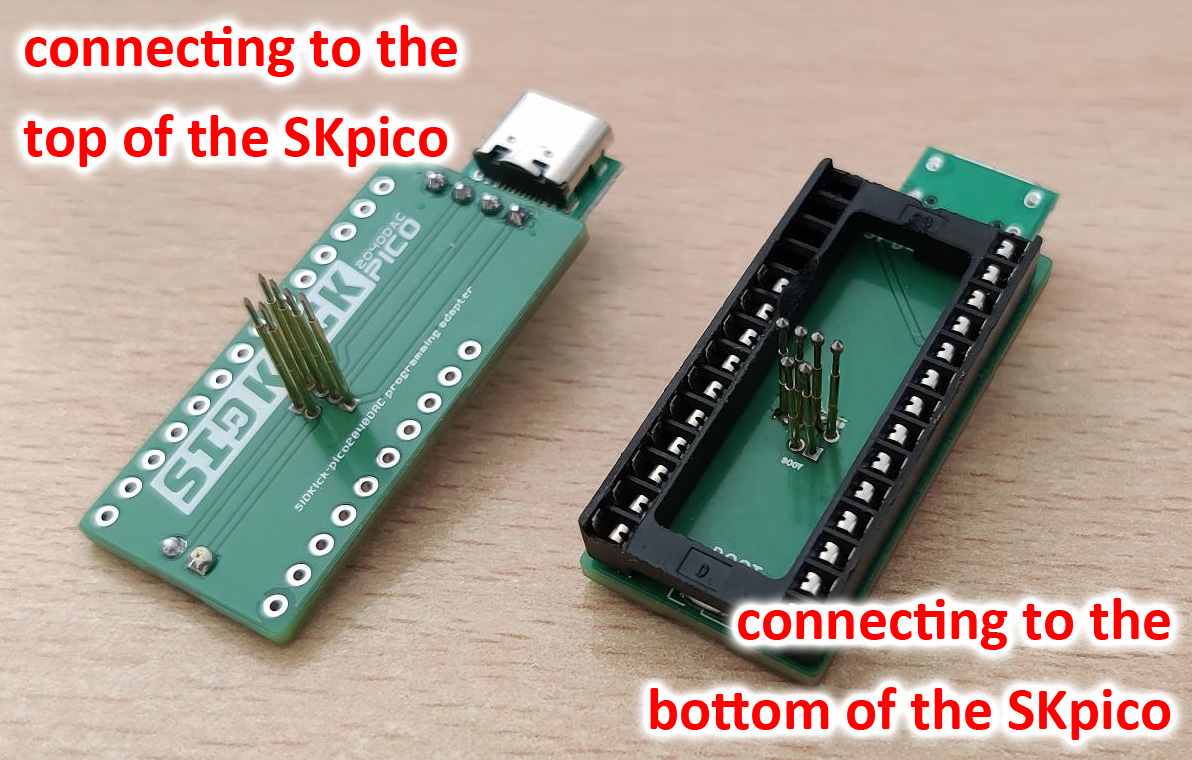 connecting to the
top of the SKpico
SIDKICK
2040DAC
PICO
SIDKick-pico2040DAC programming adapter
BOOT
BOOT
D
connecting to the
bottom of the SKpico